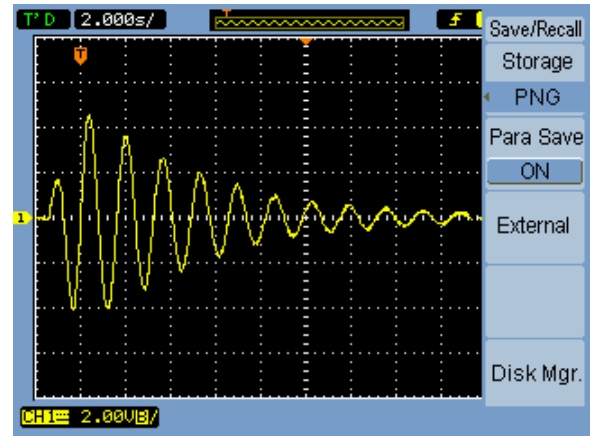 T'D 2.000s/
T
Save/Recall
Storage
PNG
Para Save
ON
External
Disk Mgr.
T
1
CH1 2.00V B/